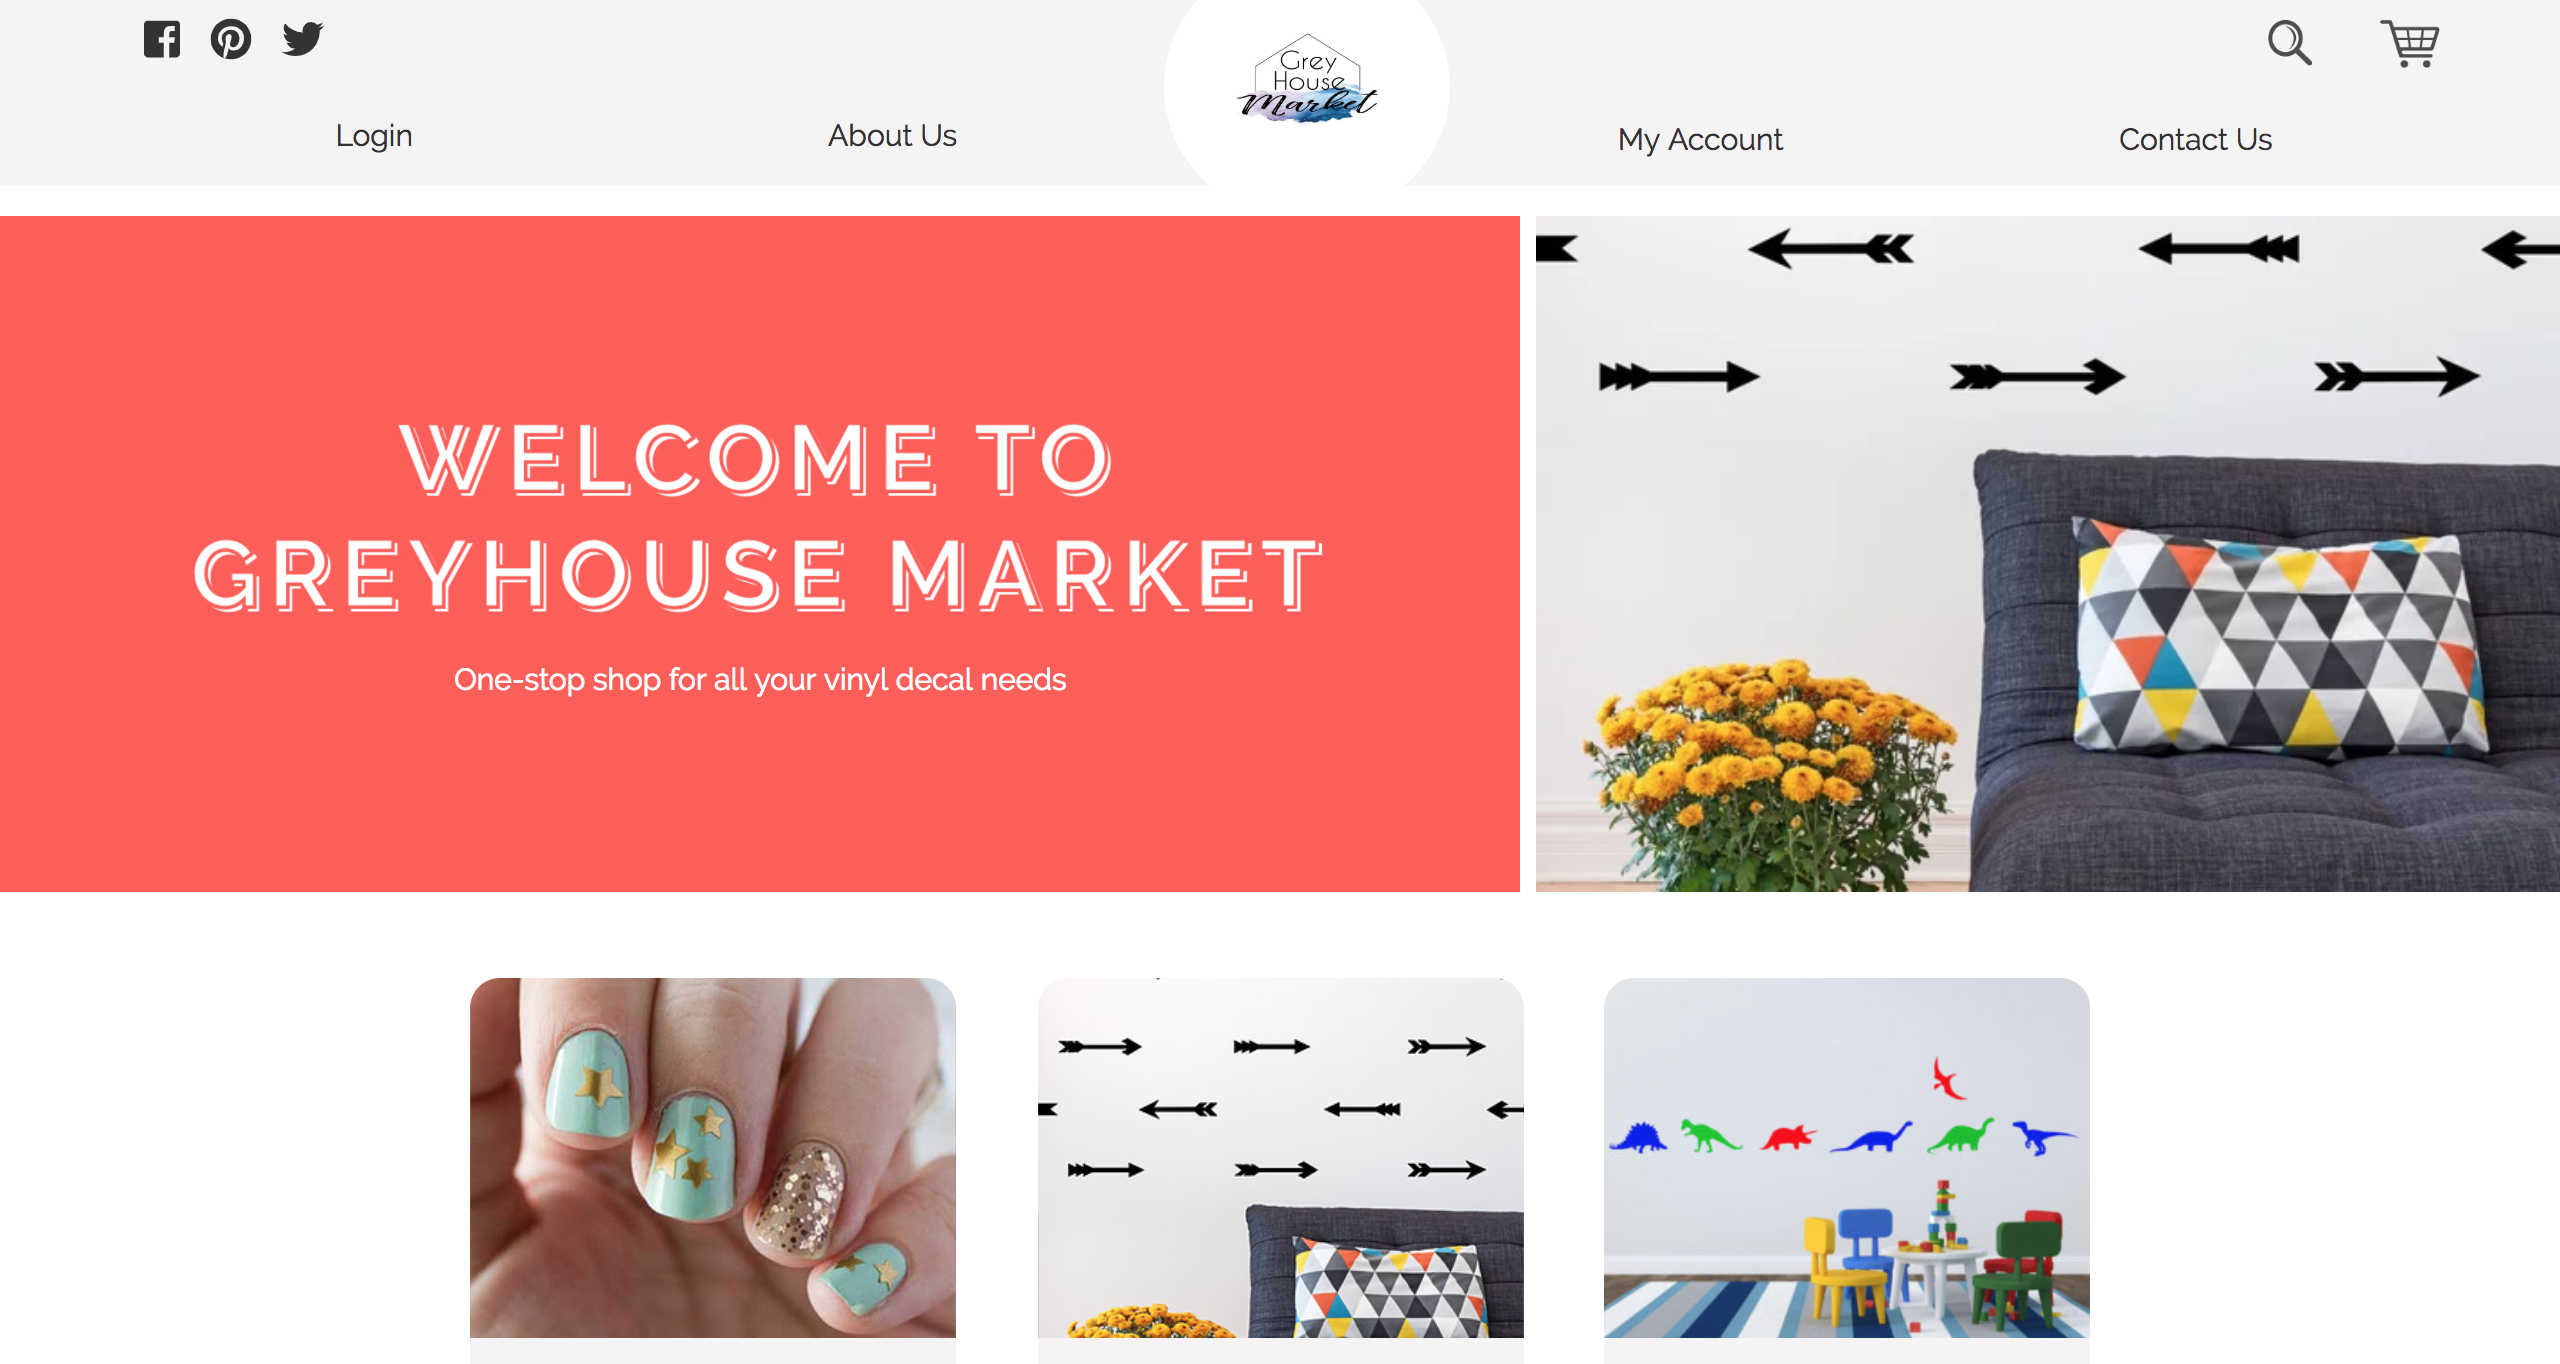 Grey
House
Market
Login
About Us
My Account
Contact Us
WELCOME TO
GREYHOUSE MARKET
One-stop shop for all your vinyl decal needs